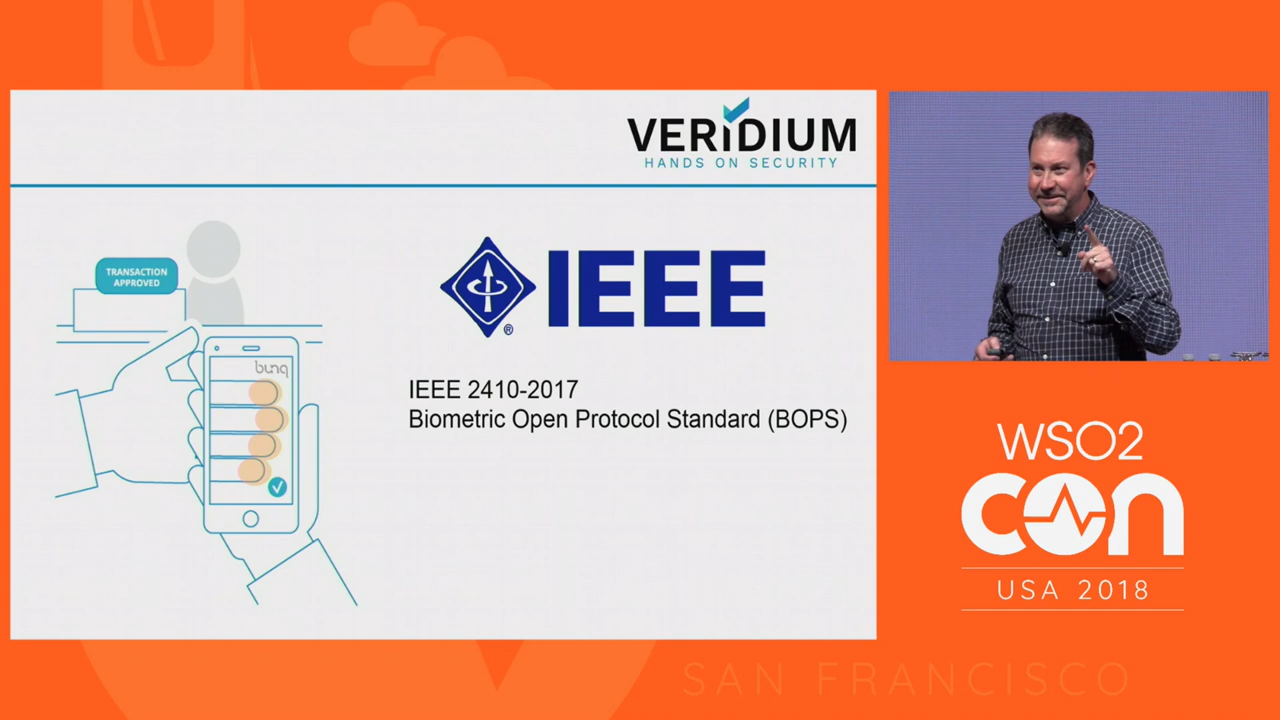 VERIDIUM
HANDS ON SECURITY
TRANSACTION
APPROVED
bunq
IEEE
®
IEEE 2410-2017
Biometric Open Protocol Standard (BOPS)
WSO2
con
USA 2018
SAN FRANCISCO